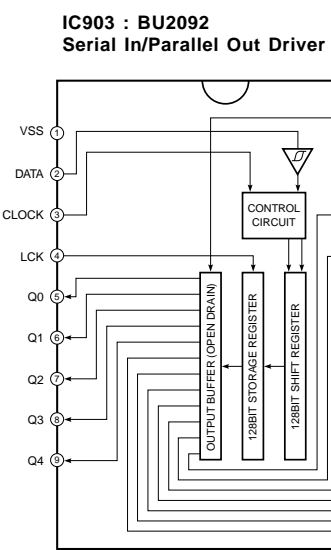 IC903 : BU2092
Serial In/Parallel Out Driver
VSS 1
DATA 2
CLOCK 3
LCK 4
Q0 5
Q1 6
Q2 7
Q3 8
Q4 9
CONTROL
CIRCUIT
OUTPUT BUFFER (OPEN DRAIN)
128BIT STORAGE REGISTER
128BIT SHIFT REGISTER